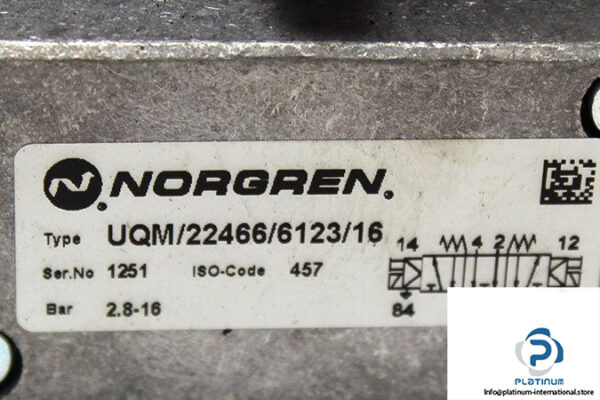 NORGREN.
Type UQM/22466/6123/16
Ser.No 1251 ISO-Code 457
Bar 2.8-16
14 4 2 12
84
PLATINUM
Info@platinum-international.store